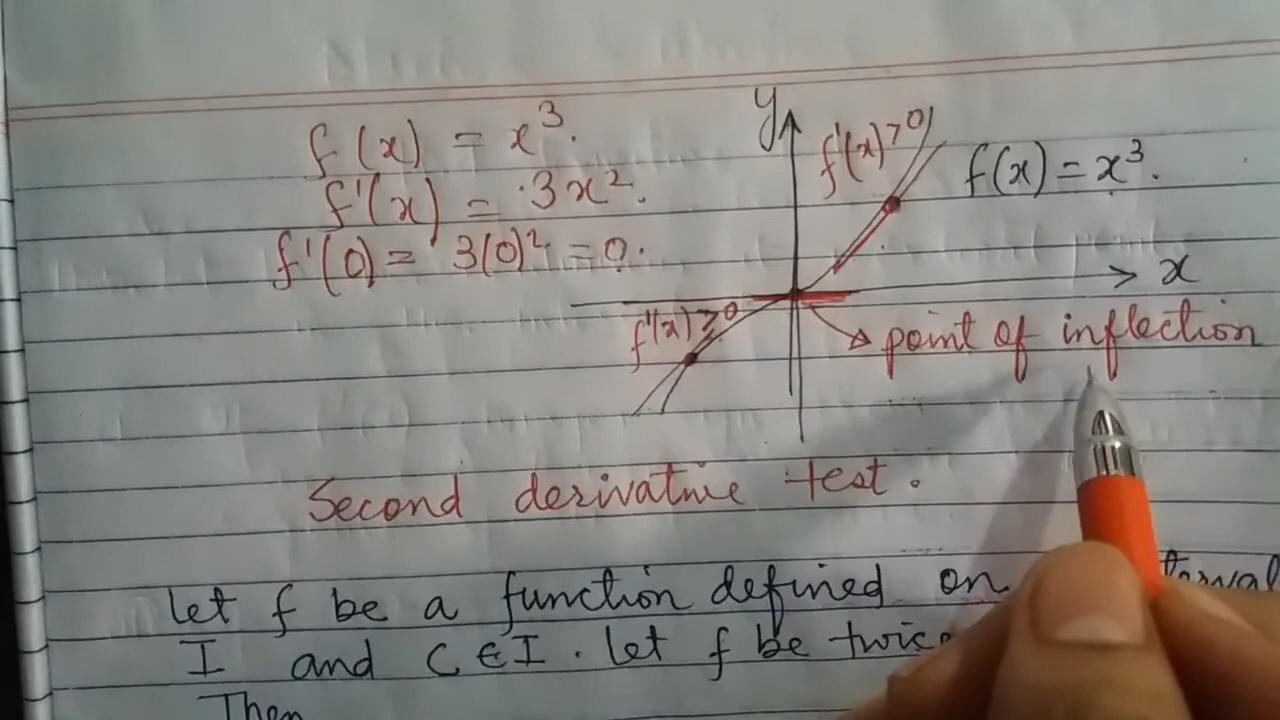 f(x) = x³.
f'(x) = 3x².
f'(0) = 3(0)² = 0.
y
f'(x) > 0
f(x) = x³.
x
f'(x) > 0
point of inflection
Second derivative test.
Let f be a function defined on
I and C ∈ I. Let f be twice
Then